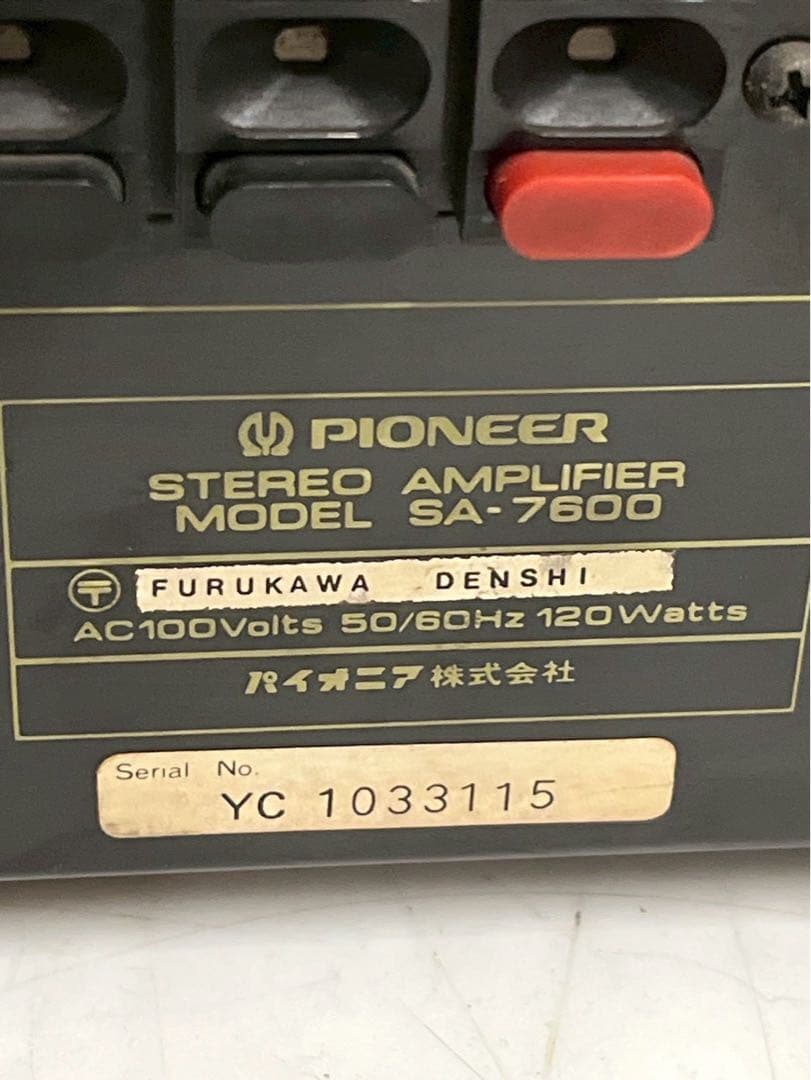 PIONEER
STEREO AMPLIFIER
MODEL SA-7600
〒 FURUKAWA DENSHI
AC100Volts 50/60Hz 120Watts
パイオニア株式会社
Serial No.
YC 1033115